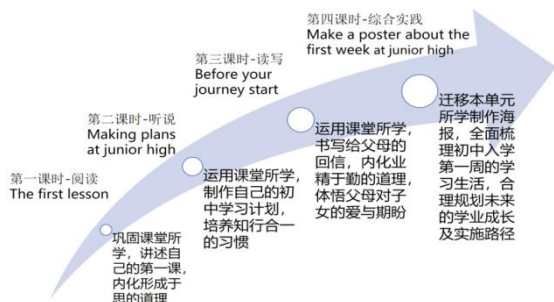 第一课时-阅读
The first lesson
巩固课堂所
学，讲述自
己的第一课，
内化形成于
思的道理
第二课时-听说
Making plans
at junior high
运用课堂所学，
制作自己的初
中学习计划，
培养知行合一
的习惯
第三课时-读写
Before your
journey start
运用课堂所学，
书写给父母的
回信，内化业
精于勤的道理，
体悟父母对子
女的爱与期盼
第四课时-综合实践
Make a poster about the
first week at junior high
迁移本单元
所学制作海
报，全面梳
理初中入学
第一周的学
习生活，合
理规划未来
的学业成长
及实施路径